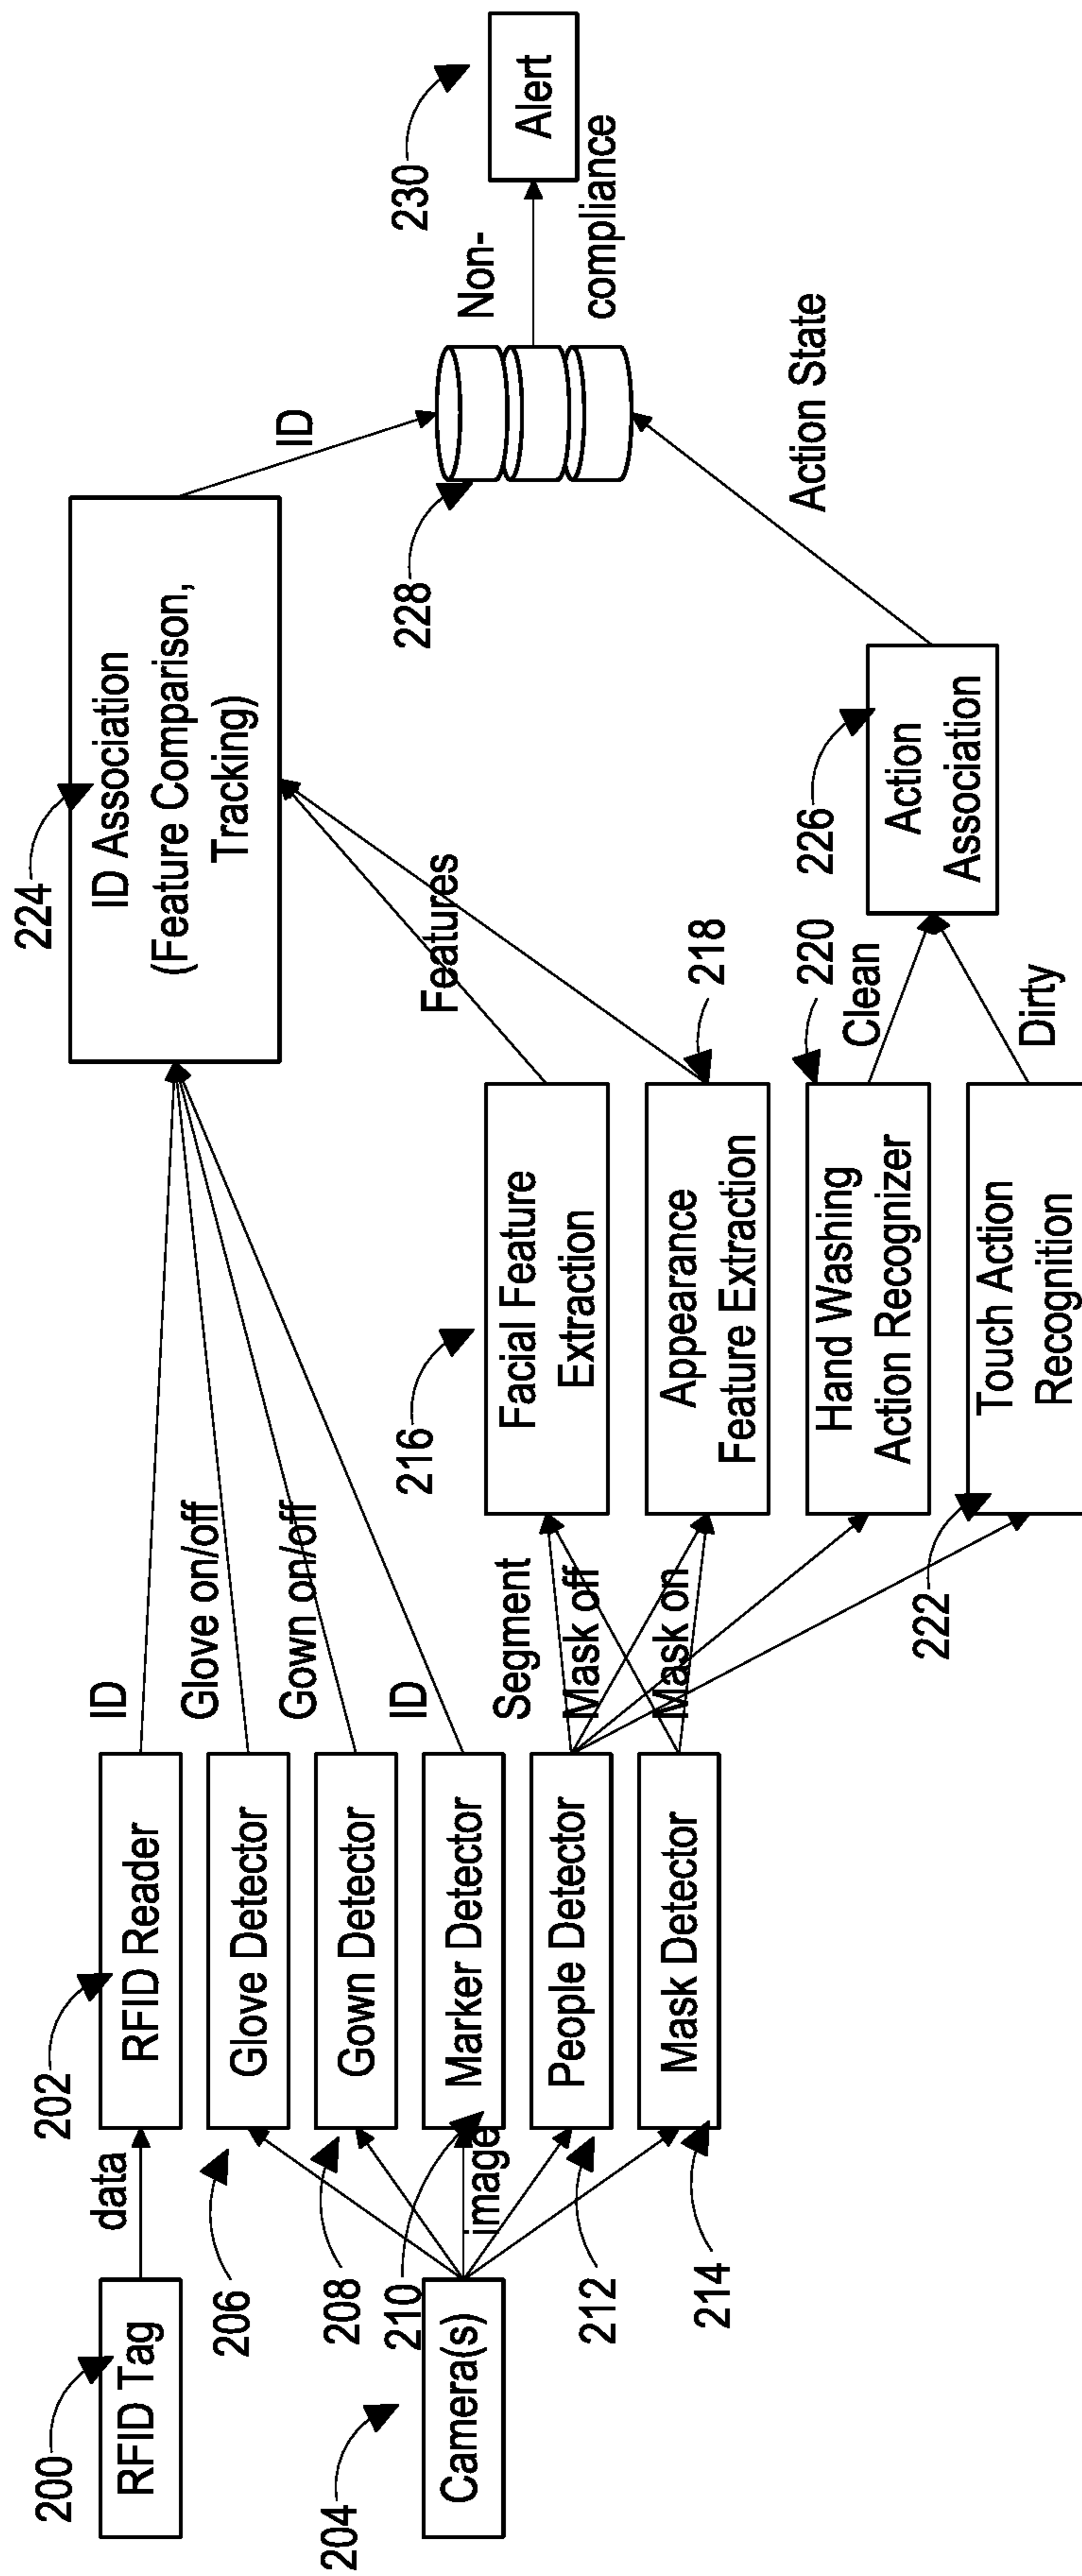 200
RFID Tag
data
202
RFID Reader
ID
204
Camera(s)
image
206
Glove Detector
Glove on/off
208
Gown Detector
Gown on/off
210
Marker Detector
ID
212
People Detector
Segment
214
Mask Detector
Mask off
Mask on
216
Facial Feature
Extraction
Features
218
Appearance
Feature Extraction
220
Hand Washing
Action Recognizer
Clean
222
Touch Action
Recognition
Dirty
224
ID Association
(Feature Comparison,
Tracking)
ID
226
Action
Association
Action State
228
Non-
compliance
230
Alert